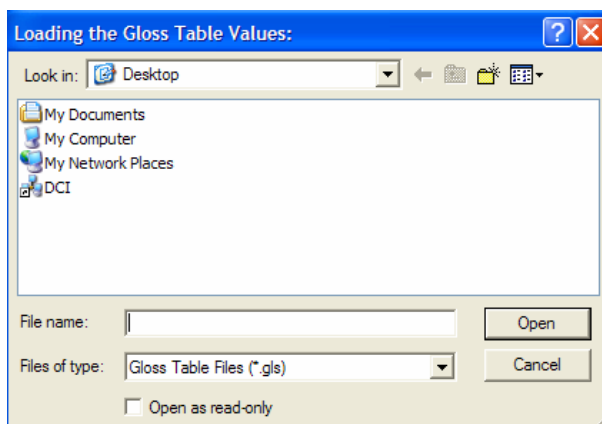 Loading the Gloss Table Values:
Look in: Desktop
My Documents
My Computer
My Network Places
DCI
File name: Open
Files of type: Gloss Table Files (*.gls) Cancel
Open as read-only